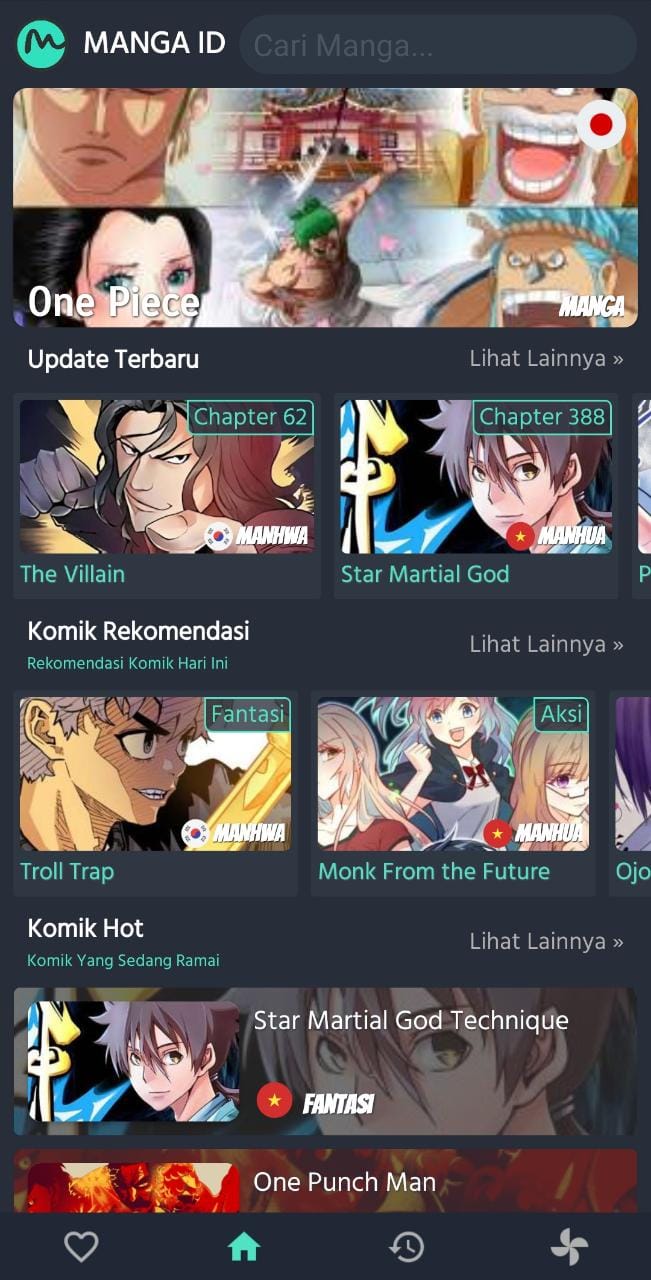 MANGA ID
Cari Manga...
One Piece
MANGA
Update Terbaru
Lihat Lainnya »
Chapter 62
MANHWA
The Villain
Chapter 388
MANHUA
Star Martial God
P
Komik Rekomendasi
Rekomendasi Komik Hari Ini
Lihat Lainnya »
Fantasi
MANHWA
Troll Trap
Aksi
MANHUA
Monk From the Future
Ojo
Komik Hot
Komik Yang Sedang Ramai
Lihat Lainnya »
Star Martial God Technique
FANTASI
One Punch Man